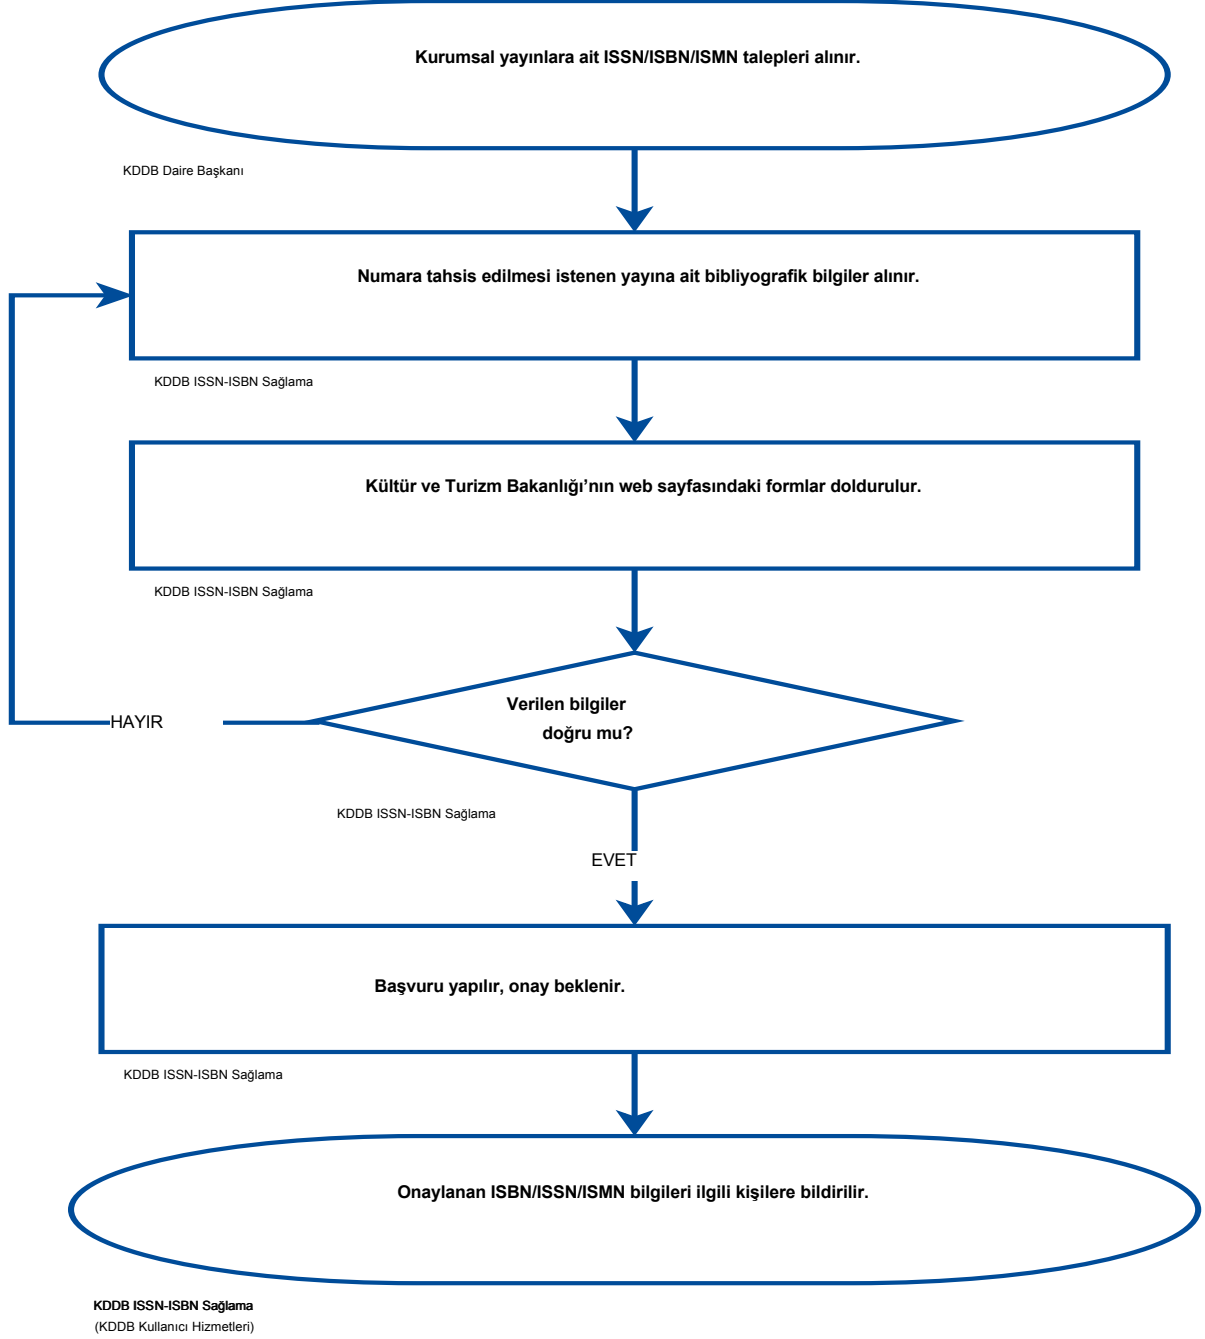 Kurumsal yayınlara ait ISSN/ISBN/ISMN talepleri alınır.
KDDB Daire Başkanı
Numara tahsis edilmesi istenen yayına ait bibliyografik bilgiler alınır.
KDDB ISSN-ISBN Sağlama
Kültür ve Turizm Bakanlığı’nın web sayfasındaki formlar doldurulur.
KDDB ISSN-ISBN Sağlama
Verilen bilgiler
doğru mu?
HAYIR
KDDB ISSN-ISBN Sağlama
EVET
Başvuru yapılır, onay beklenir.
KDDB ISSN-ISBN Sağlama
Onaylanan ISBN/ISSN/ISMN bilgileri ilgili kişilere bildirilir.
KDDB ISSN-ISBN Sağlama
(KDDB Kullanıcı Hizmetleri)